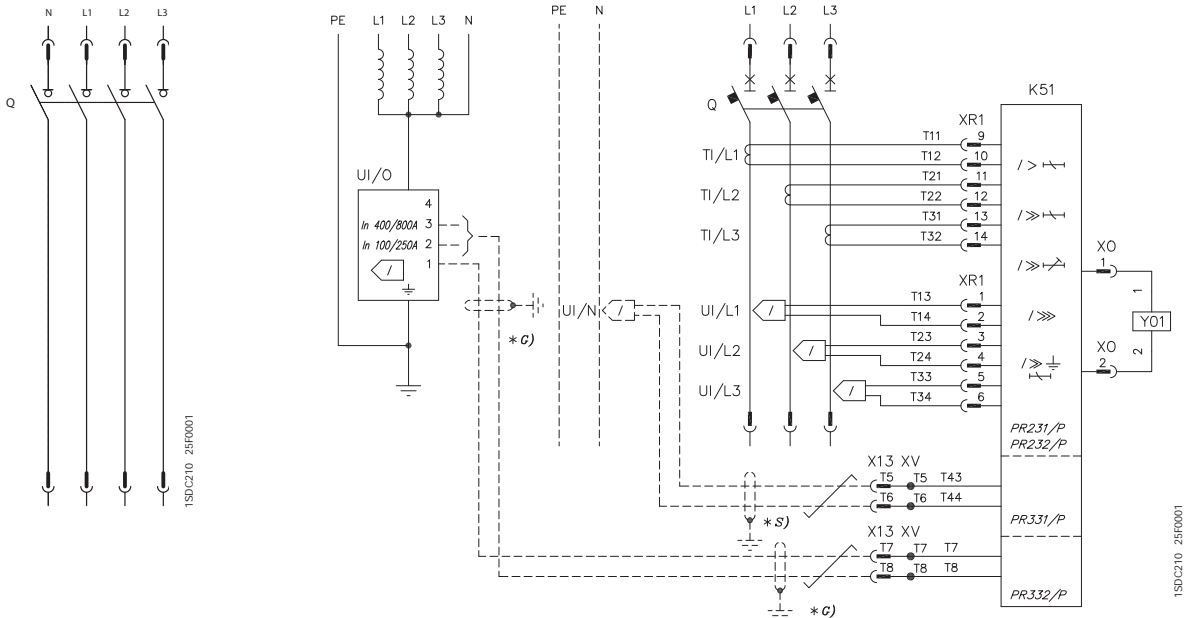 N L1 L2 L3
Q
1SDC210 25F0001
PE L1 L2 L3 N
UI/O
4
In 400/800A 3
In 100/250A 2
1
/
*G)
PE N
UI/N
/
L1 L2 L3
Q
TI/L1
TI/L2
TI/L3
UI/L1 /
UI/L2 /
UI/L3 /
XR1
T11 9
T12 10
T21 11
T22 12
T31 13
T32 14
XR1
T13 1
T14 2
T23 3
T24 4
T33 5
T34 6
K51
/>
/>>
/>>
/>>>
/>>
PR231/P
PR232/P
X0
1
1
Y01
2
X0
2
X13 XV
T5 T5 T43
T6 T6 T44
*S)
PR331/P
X13 XV
T7 T7 T7
T8 T8 T8
*G)
PR332/P
1SDC210 25F0001